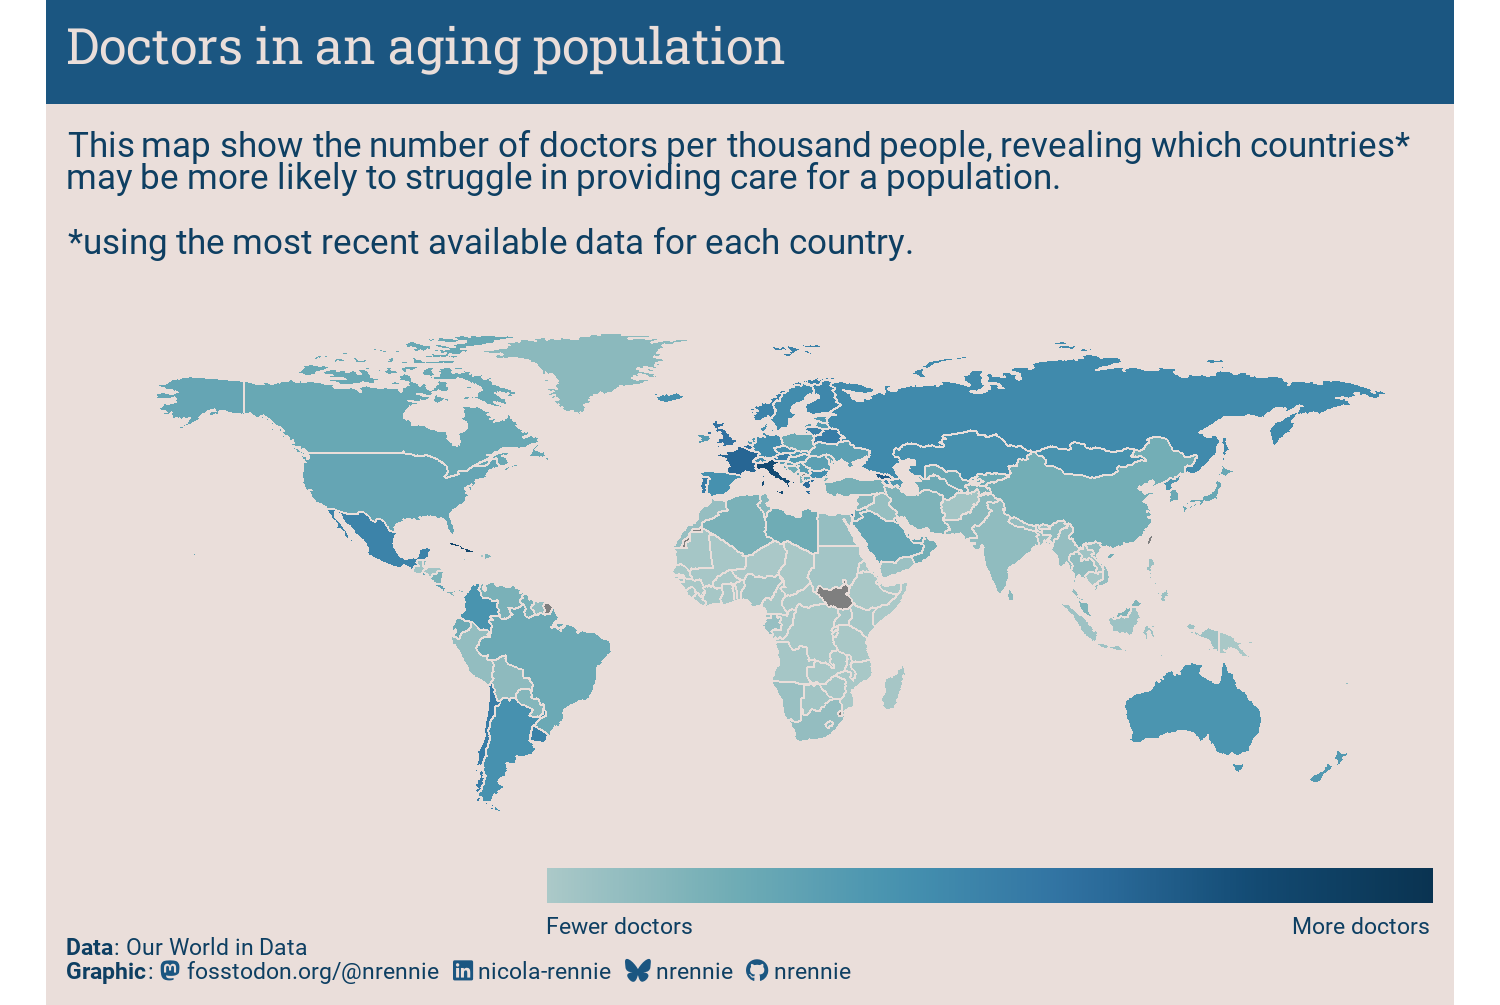 Doctors in an aging population
This map show the number of doctors per thousand people, revealing which countries*
may be more likely to struggle in providing care for a population.
*using the most recent available data for each country.
Fewer doctors
More doctors
Data: Our World in Data
Graphic: fosstodon.org/@nrennie nicola-rennie nrennie nrennie